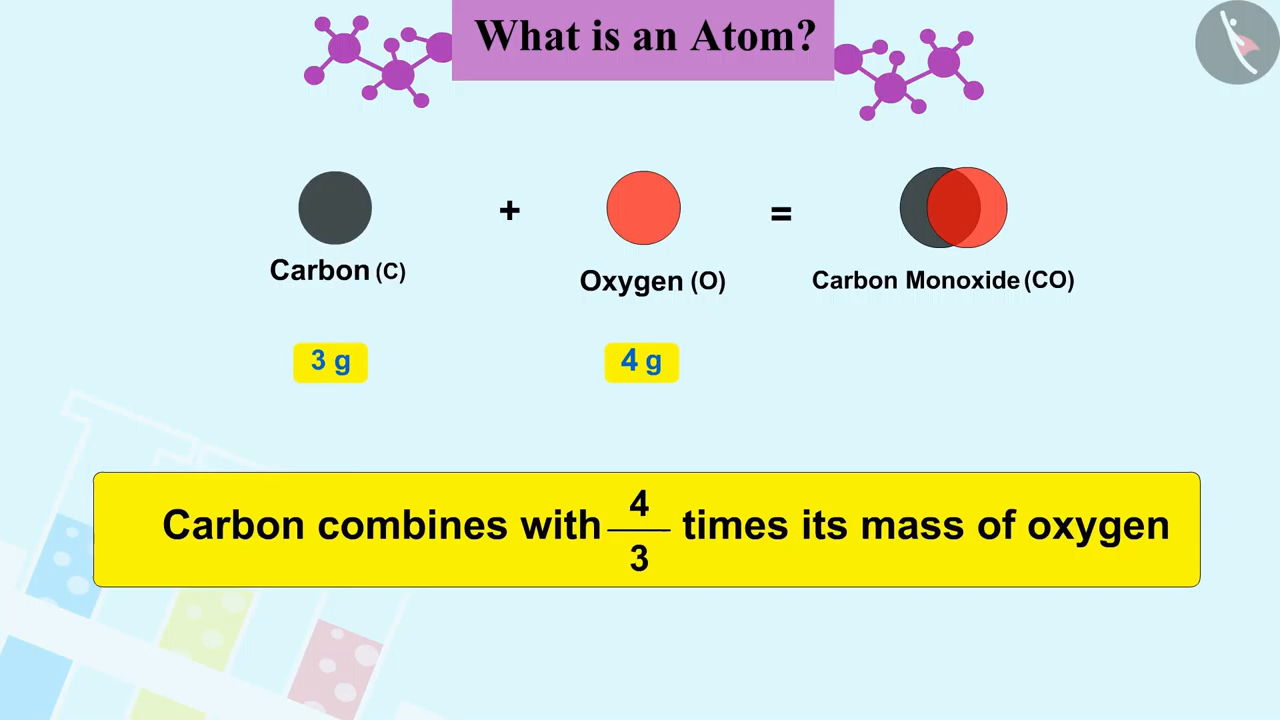 What is an Atom?
+ =
Carbon (C)
Oxygen (O)
Carbon Monoxide (CO)
3 g
4 g
Carbon combines with 4/3 times its mass of oxygen